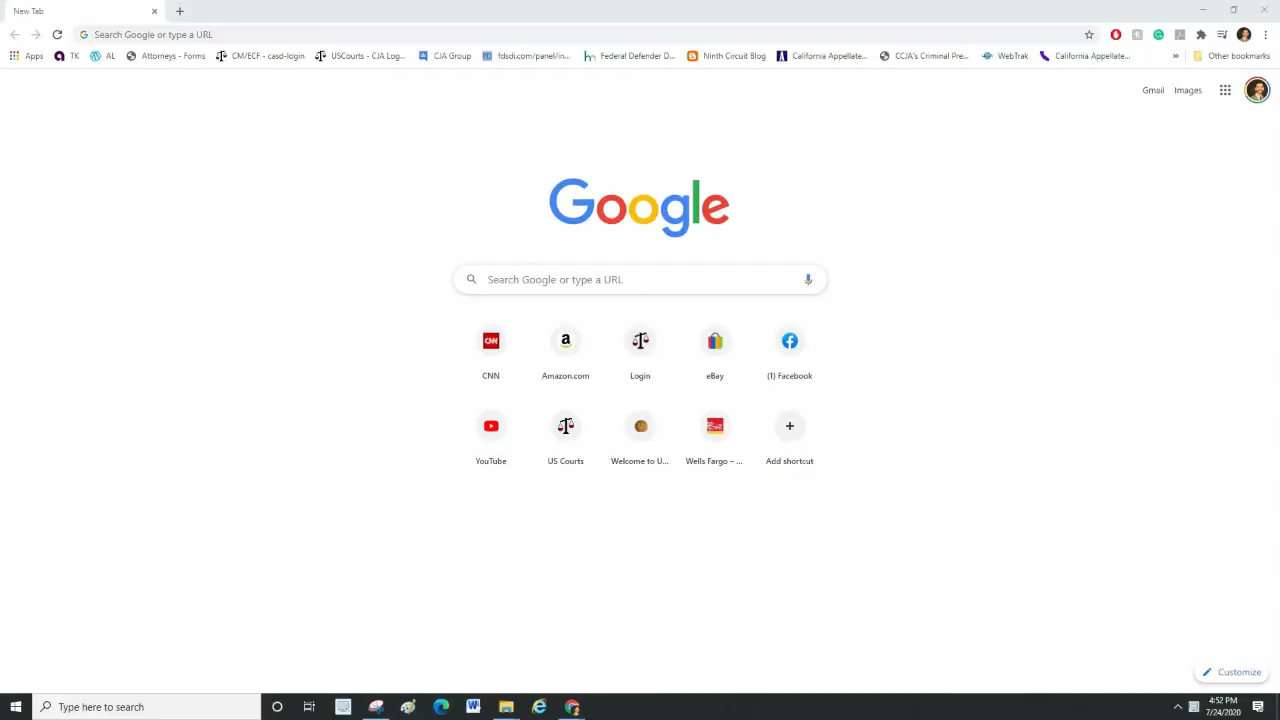 New Tab
Search Google or type a URL
Apps TK AL Attorneys - Forms CM/ECF - casd-login USCourts - CJA Log... CJA Group fdsdi.com/panel/in... Federal Defender D... Ninth Circuit Blog California Appellate... CCJA's Criminal Pre... WebTrak California Appellate... » Other bookmarks
Gmail Images
Google
Search Google or type a URL
CNN
a
CNN Amazon.com Login eBay (1) Facebook
YouTube US Courts Welcome to U... Wells Fargo – ... Add shortcut
Customize
Type here to search
4:52 PM
7/24/2020